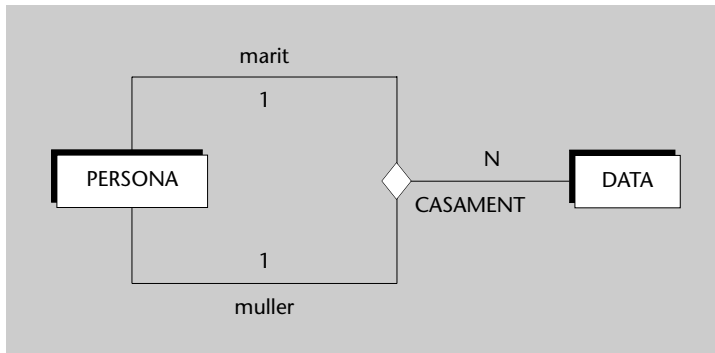 marit
1
PERSONA
N
DATA
CASAMENT
1
muller